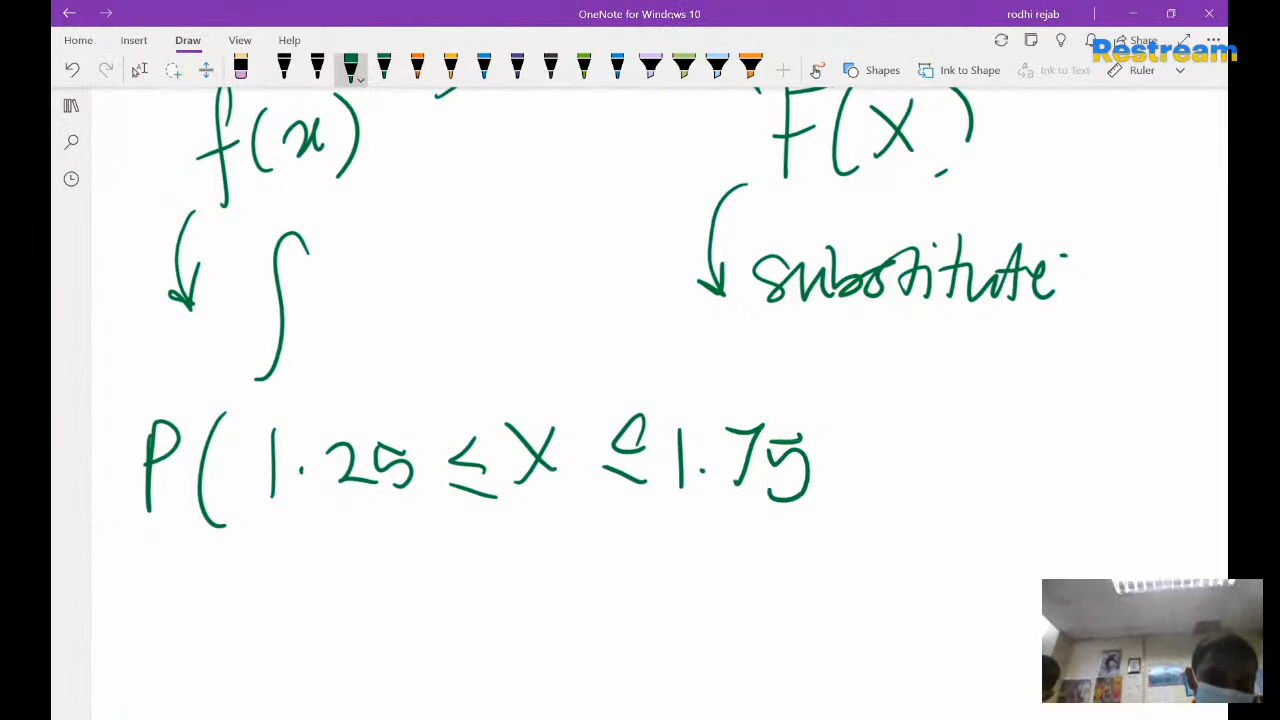 OneNote for Windows 10
rodhi rejab
Home Insert Draw View Help
Share
Restream
Shapes Ink to Shape Ink to Text Ruler
f(x) F(X)
∫ substitute
P( 1.25 ≤ X ≤ 1.75